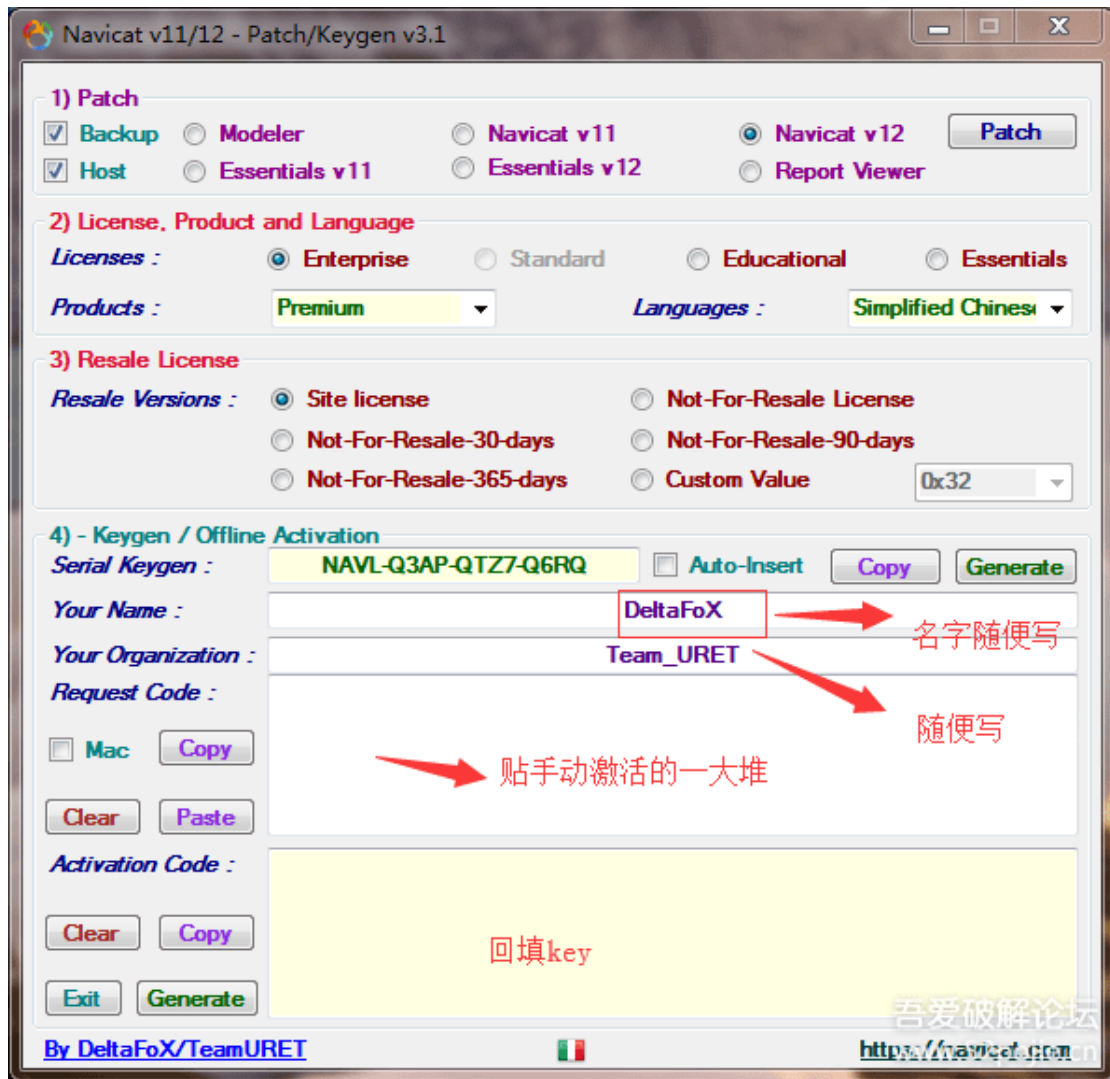 Navicat v11/12 - Patch/Keygen v3.1
1) Patch
Backup Modeler Navicat v11 Navicat v12 Patch
Host Essentials v11 Essentials v12 Report Viewer
2) License, Product and Language
Licenses : Enterprise Standard Educational Essentials
Products : Premium Languages : Simplified Chines
3) Resale License
Resale Versions : Site license Not-For-Resale License
Not-For-Resale-30-days Not-For-Resale-90-days
Not-For-Resale-365-days Custom Value 0x32
4) - Keygen / Offline Activation
Serial Keygen : NAVL-Q3AP-QTZ7-Q6RQ Auto-Insert Copy Generate
Your Name : DeltaFoX
名字随便写
Your Organization : Team_URET
Request Code :
随便写
Mac Copy
贴手动激活的一大堆
Clear Paste
Activation Code :
Clear Copy
回填key
Exit Generate
吾爱破解论坛
By DeltaFoX/TeamURET https://navicat.com